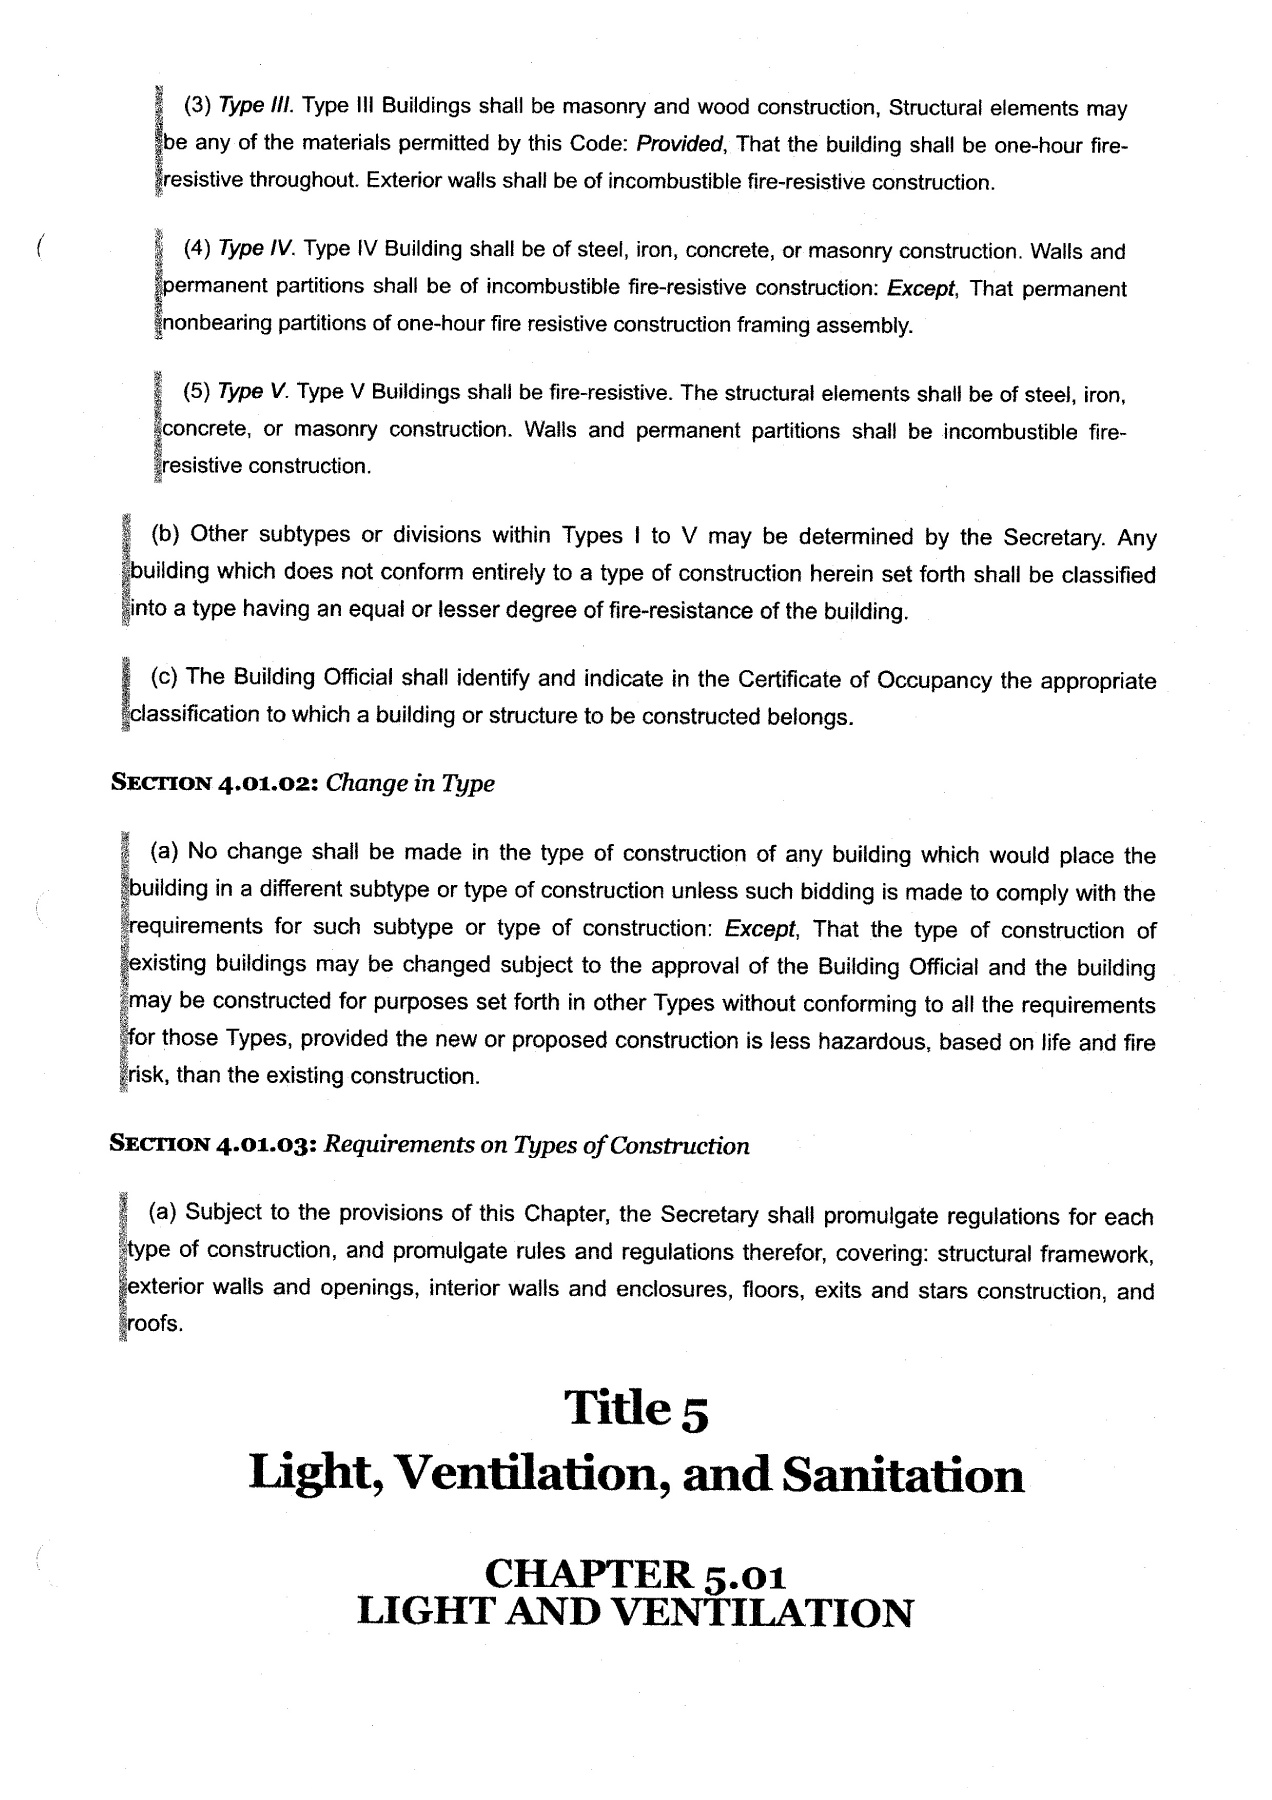 (3) Type III. Type III Buildings shall be masonry and wood construction, Structural elements may
be any of the materials permitted by this Code: Provided, That the building shall be one-hour fire-
resistive throughout. Exterior walls shall be of incombustible fire-resistive construction.
(4) Type IV. Type IV Building shall be of steel, iron, concrete, or masonry construction. Walls and
permanent partitions shall be of incombustible fire-resistive construction: Except, That permanent
nonbearing partitions of one-hour fire resistive construction framing assembly.
(5) Type V. Type V Buildings shall be fire-resistive. The structural elements shall be of steel, iron,
concrete, or masonry construction. Walls and permanent partitions shall be incombustible fire-
resistive construction.
(b) Other subtypes or divisions within Types I to V may be determined by the Secretary. Any
building which does not conform entirely to a type of construction herein set forth shall be classified
into a type having an equal or lesser degree of fire-resistance of the building.
(c) The Building Official shall identify and indicate in the Certificate of Occupancy the appropriate
classification to which a building or structure to be constructed belongs.
SECTION 4.01.02: Change in Type
(a) No change shall be made in the type of construction of any building which would place the
building in a different subtype or type of construction unless such bidding is made to comply with the
requirements for such subtype or type of construction: Except, That the type of construction of
existing buildings may be changed subject to the approval of the Building Official and the building
may be constructed for purposes set forth in other Types without conforming to all the requirements
for those Types, provided the new or proposed construction is less hazardous, based on life and fire
risk, than the existing construction.
SECTION 4.01.03: Requirements on Types of Construction
(a) Subject to the provisions of this Chapter, the Secretary shall promulgate regulations for each
type of construction, and promulgate rules and regulations therefor, covering: structural framework,
exterior walls and openings, interior walls and enclosures, floors, exits and stars construction, and
roofs.
Title 5
Light, Ventilation, and Sanitation
CHAPTER 5.01
LIGHT AND VENTILATION